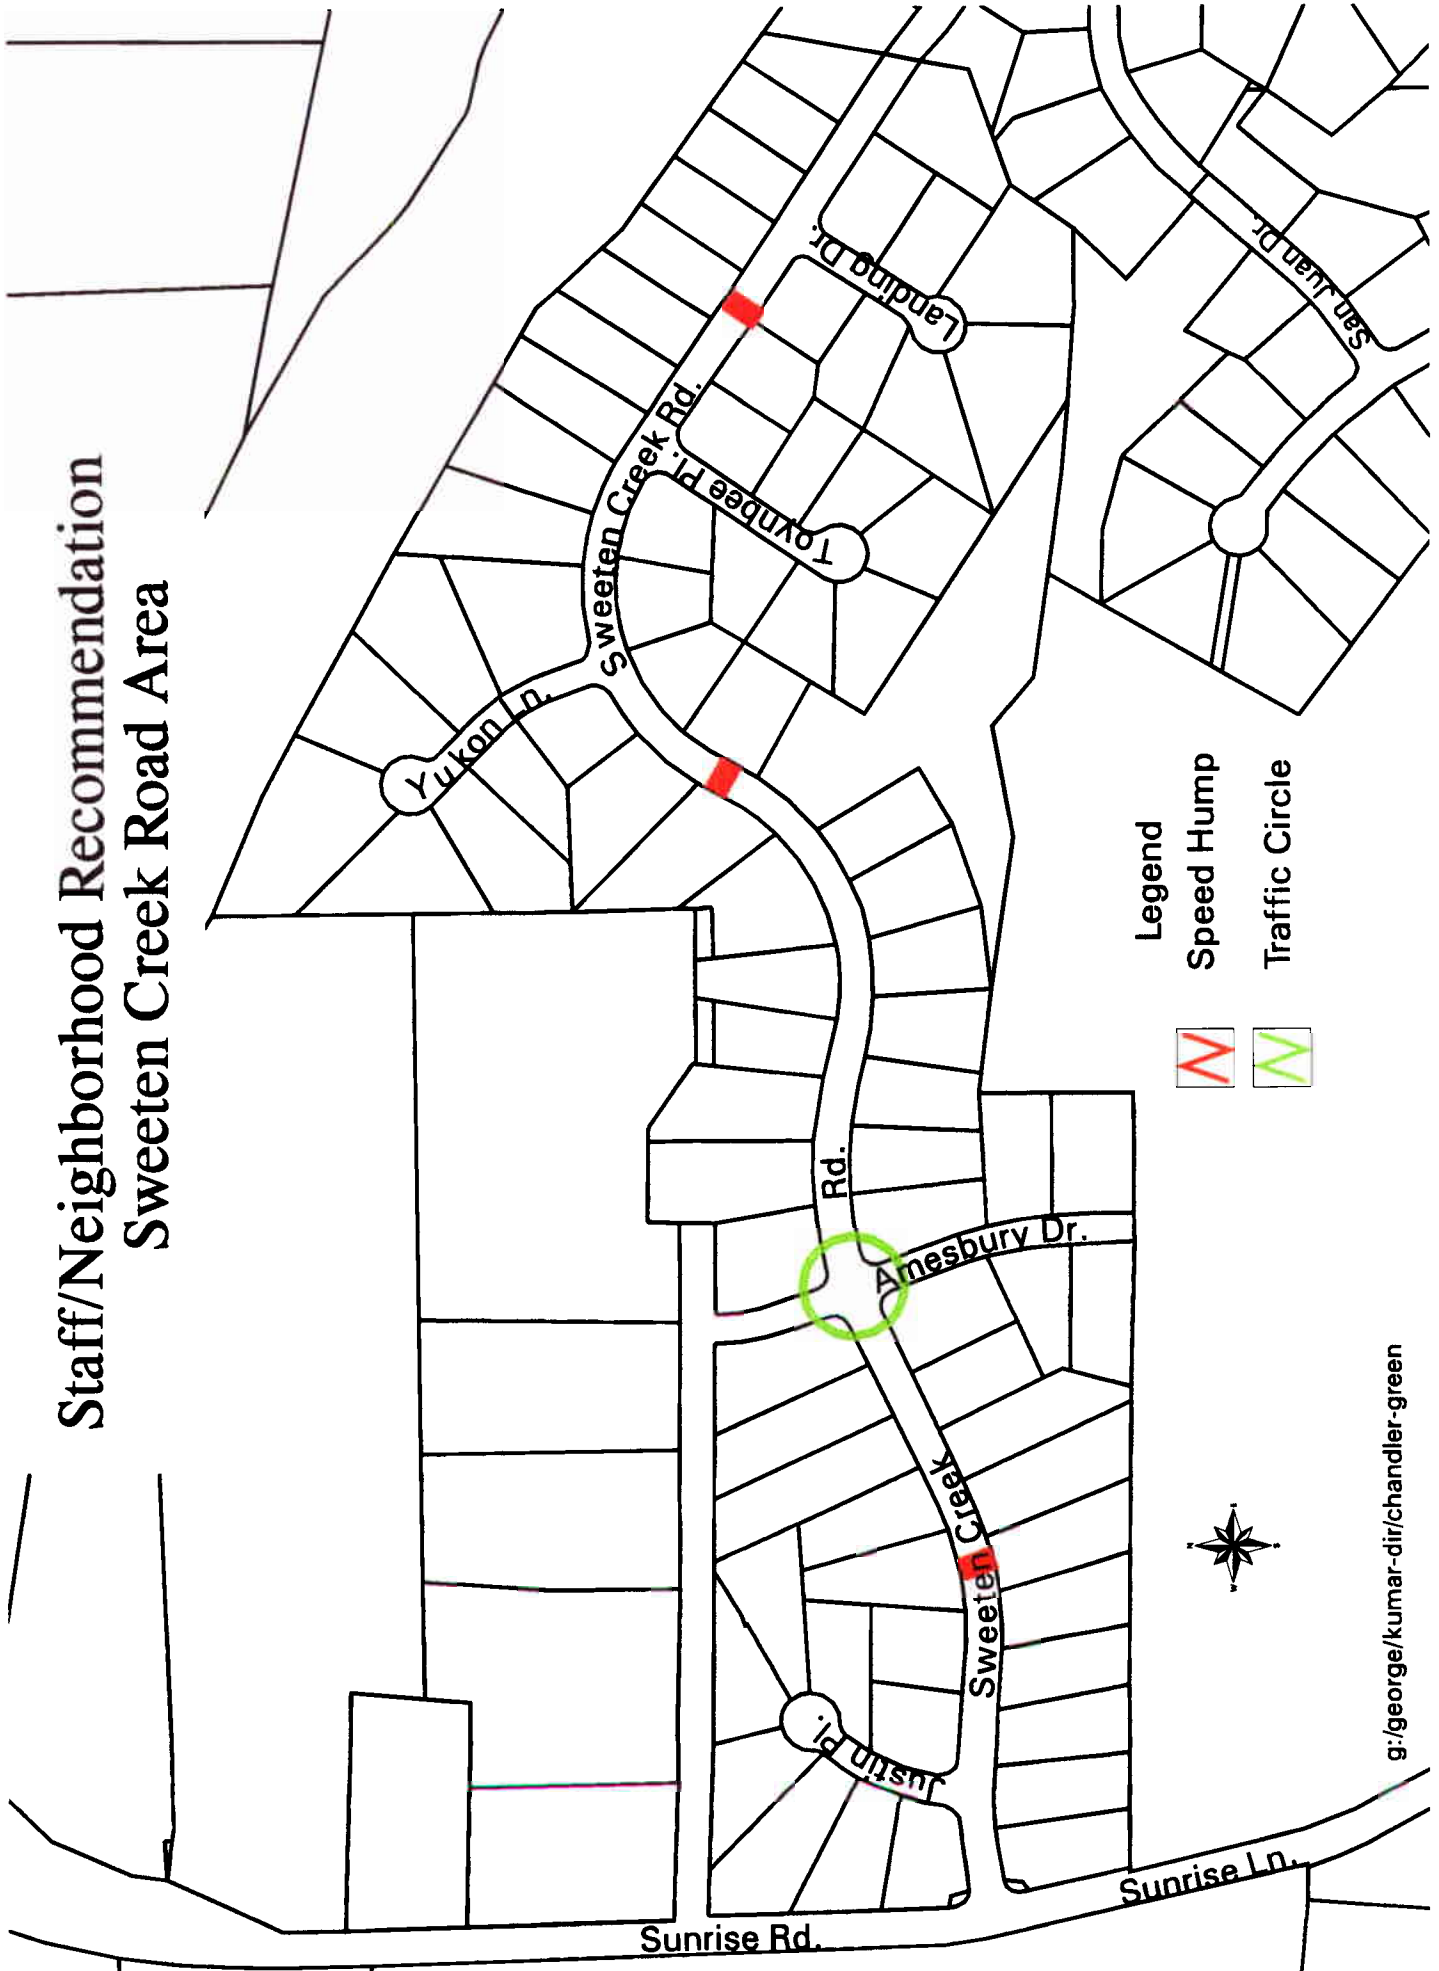 Staff/Neighborhood Recommendation
Sweeten Creek Road Area
Yukon Ln.
Sweeten Creek Rd.
Toynbee Pl.
Landing Dr.
San Juan Dr.
Rd.
Amesbury Dr.
Sweeten Creek
Justin Pl.
Sunrise Rd.
Sunrise Ln.
Legend
Speed Hump
Traffic Circle
N
E
S
W
g:/george/kumar-dir/chandler-green